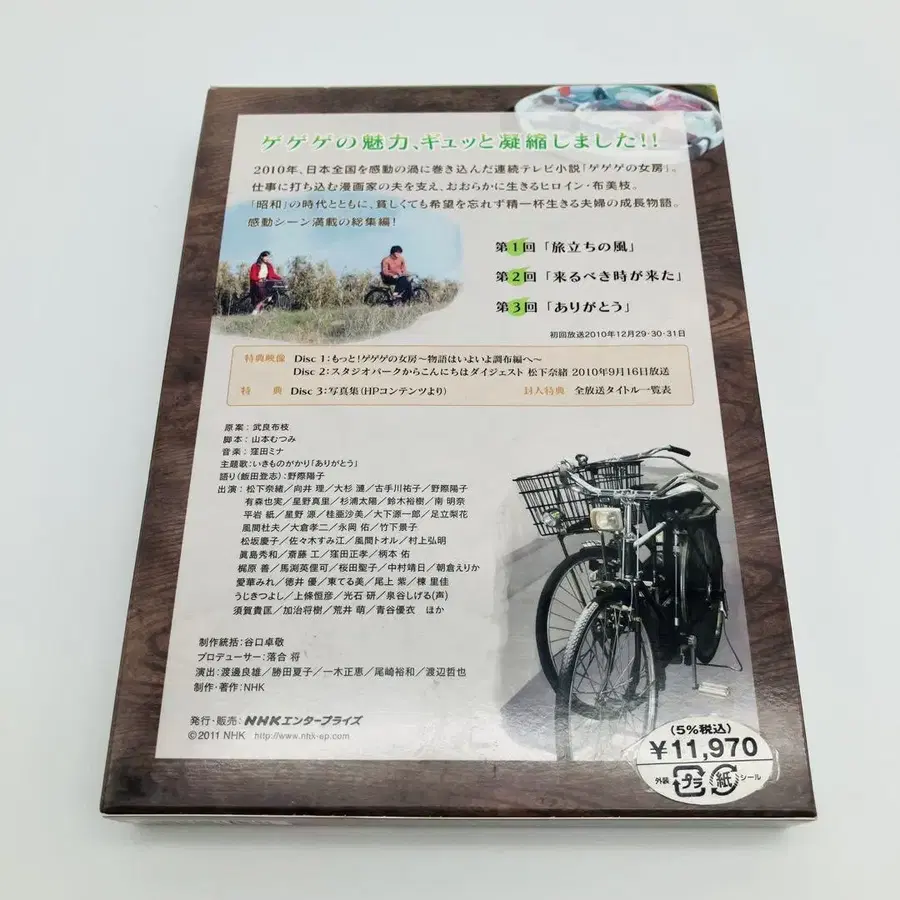 ゲゲゲの魅力、ギュッと凝縮しました!!
2010年、日本全国を感動の渦に巻き込んだ連続テレビ小説「ゲゲゲの女房」。
仕事に打ち込む漫画家の夫を支え、おおらかに生きるヒロイン・布美枝。
「昭和」の時代とともに、貧しくても希望を忘れず精一杯生きる夫婦の成長物語。
感動シーン満載の総集編!
第1回「旅立ちの風」
第2回「来るべき時が来た」
第3回「ありがとう」
初回放送2010年12月29・30・31日
特典映像 Disc 1:もっと!ゲゲゲの女房~物語はいよいよ調布編へ~
Disc 2:スタジオパークからこんにちはダイジェスト 松下奈緒 2010年9月16日放送
特 典 Disc 3:写真集(HPコンテンツより) 封入特典 全放送タイトル一覧表
原案:武良布枝
脚本:山本むつみ
音楽:窪田ミナ
主題歌:いきものがかり「ありがとう」
語り(飯田登志):野際陽子
出演:松下奈緒/向井 理/大杉 漣/古手川祐子/野際陽子
有森也実/星野真里/杉浦太陽/鈴木裕樹/南 明奈
平岩 紙/星野 源/桂亜沙美/大下源一郎/足立梨花
風間杜夫/大倉孝二/永岡 佑/竹下景子
松坂慶子/佐々木すみ江/風間トオル/村上弘明
眞島秀和/斎藤 工/窪田正孝/柄本 佑
梶原 善/馬渕英俚可/桜田聖子/中村靖日/朝倉えりか
愛華みれ/徳井 優/東てる美/尾上 紫/棟 里佳
うじきつよし/上條恒彦/光石 研/泉谷しげる(声)
須賀貴匡/加治将樹/荒井 萌/青谷優衣 ほか
制作統括:谷口卓敬
プロデューサー:落合 将
演出:渡邊良雄/勝田夏子/一木正恵/尾崎裕和/渡辺哲也
制作・著作:NHK
発行・販売:NHKエンタープライズ
©2011 NHK http://www.nhk-ep.com
(5%税込)
¥11,970
外装 プラ 紙 シール